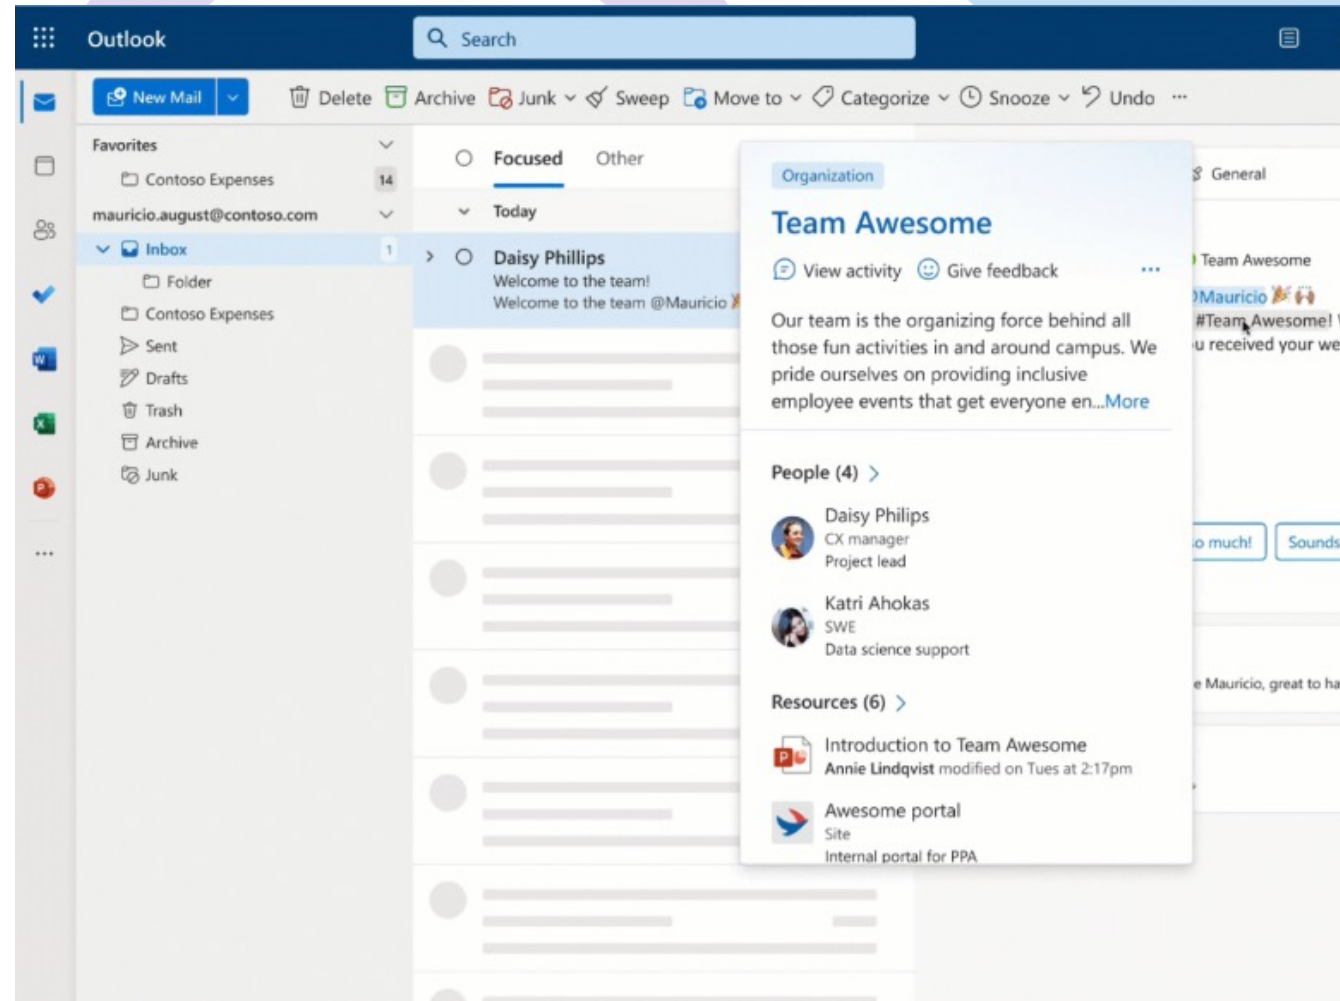 Outlook
Search
New Mail
Delete
Archive
Junk
Sweep
Move to
Categorize
Snooze
Undo
Favorites
Contoso Expenses 14
mauricio.august@contoso.com
Inbox 1
Folder
Contoso Expenses
Sent
Drafts
Trash
Archive
Junk
Focused Other
Today
Daisy Phillips
Welcome to the team!
Welcome to the team @Mauricio
Organization
Team Awesome
View activity Give feedback
Our team is the organizing force behind all
those fun activities in and around campus. We
pride ourselves on providing inclusive
employee events that get everyone en...More
People (4)
Daisy Philips
CX manager
Project lead
Katri Ahokas
SWE
Data science support
Resources (6)
Introduction to Team Awesome
Annie Lindqvist modified on Tues at 2:17pm
Awesome portal
Site
Internal portal for PPA
General
Team Awesome
@Mauricio
#Team Awesome!
u received your we
so much! Sounds
e Mauricio, great to ha